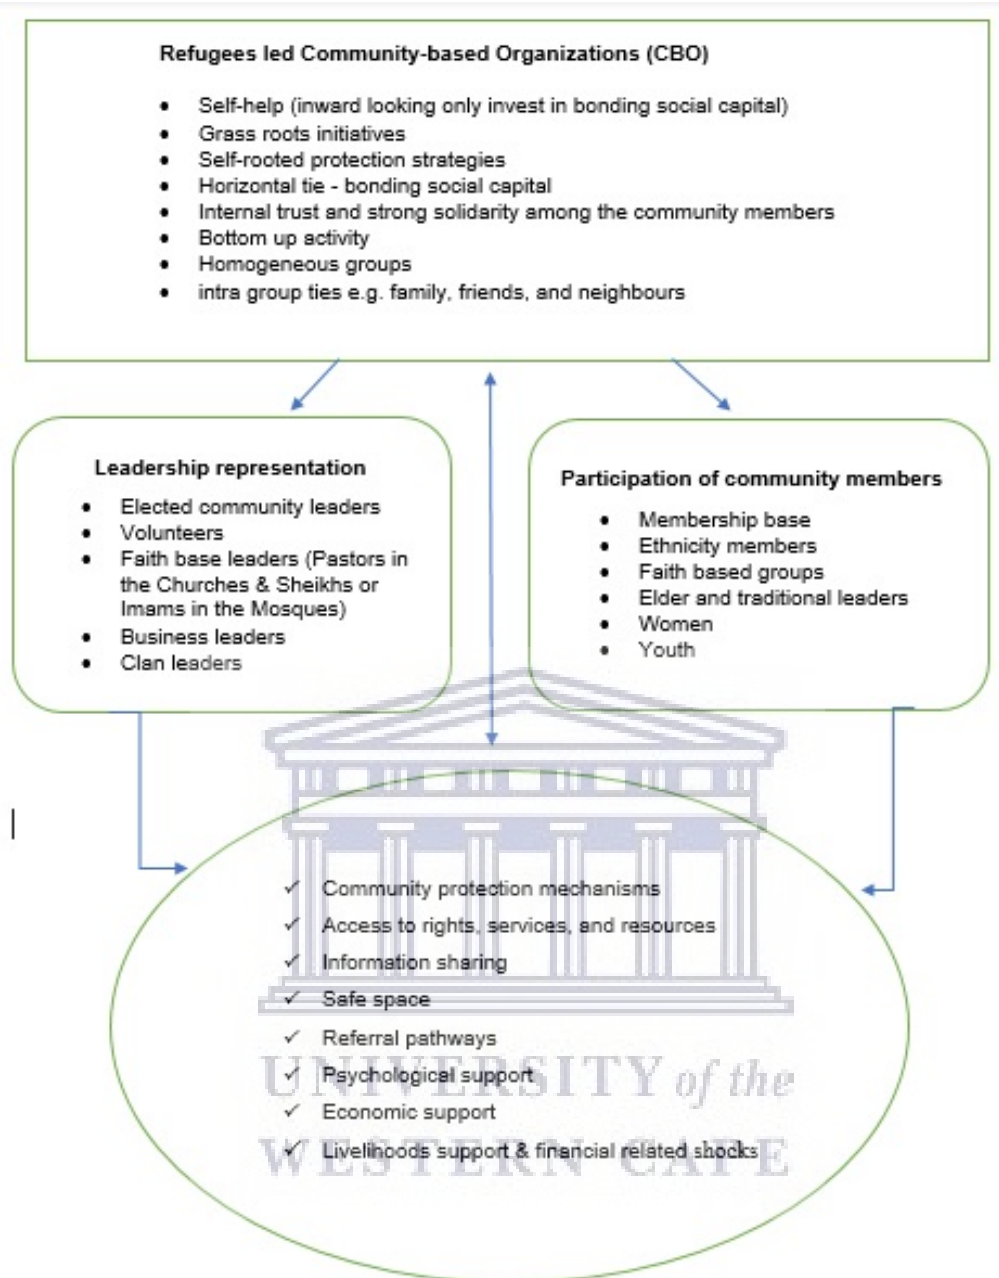 Refugees led Community-based Organizations (CBO)
• Self-help (inward looking only invest in bonding social capital)
• Grass roots initiatives
• Self-rooted protection strategies
• Horizontal tie - bonding social capital
• Internal trust and strong solidarity among the community members
• Bottom up activity
• Homogeneous groups
• intra group ties e.g. family, friends, and neighbours
Leadership representation
• Elected community leaders
• Volunteers
• Faith base leaders (Pastors in
the Churches & Sheikhs or
Imams in the Mosques)
• Business leaders
• Clan leaders
Participation of community members
• Membership base
• Ethnicity members
• Faith based groups
• Elder and traditional leaders
• Women
• Youth
✓ Community protection mechanisms
✓ Access to rights, services, and resources
✓ Information sharing
✓ Safe space
✓ Referral pathways
✓ Psychological support
✓ Economic support
✓ Livelihoods support & financial related shocks
UNIVERSITY of the
WESTERN CAPE